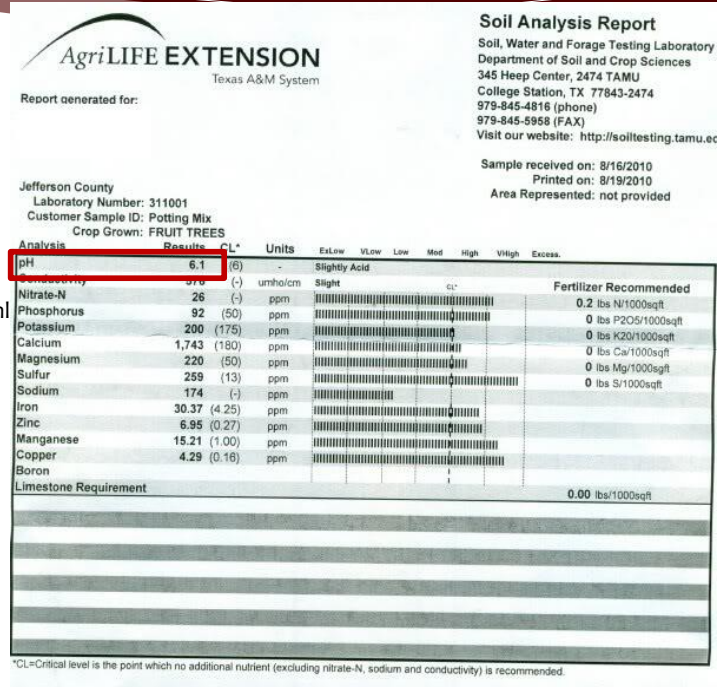 AgriLIFE EXTENSION
Texas A&M System
Soil Analysis Report
Soil, Water and Forage Testing Laboratory
Department of Soil and Crop Sciences
345 Heep Center, 2474 TAMU
College Station, TX 77843-2474
979-845-4816 (phone)
979-845-5958 (FAX)
Visit our website: http://soiltesting.tamu.ed
Report generated for:
Sample received on: 8/16/2010
Printed on: 8/19/2010
Area Represented: not provided
Jefferson County
Laboratory Number: 311001
Customer Sample ID: Potting Mix
Crop Grown: FRUIT TREES
Analysis Results CL* Units ExLow VLow Low Mod High VHigh Excess.
pH 6.1 (6) - Slightly Acid
Conductivity (-) umho/cm Slight CL* Fertilizer Recommended
Nitrate-N 26 (-) ppm 0.2 lbs N/1000sqft
Phosphorus 92 (50) ppm 0 lbs P2O5/1000sqft
Potassium 200 (175) ppm 0 lbs K20/1000sqft
Calcium 1,743 (180) ppm 0 lbs Ca/1000sqft
Magnesium 220 (50) ppm 0 lbs Mg/1000sqft
Sulfur 259 (13) ppm 0 lbs S/1000sqft
Sodium 174 (-) ppm
Iron 30.37 (4.25) ppm
Zinc 6.95 (0.27) ppm
Manganese 15.21 (1.00) ppm
Copper 4.29 (0.16) ppm
Boron
Limestone Requirement 0.00 lbs/1000sqft
*CL=Critical level is the point which no additional nutrient (excluding nitrate-N, sodium and conductivity) is recommended.